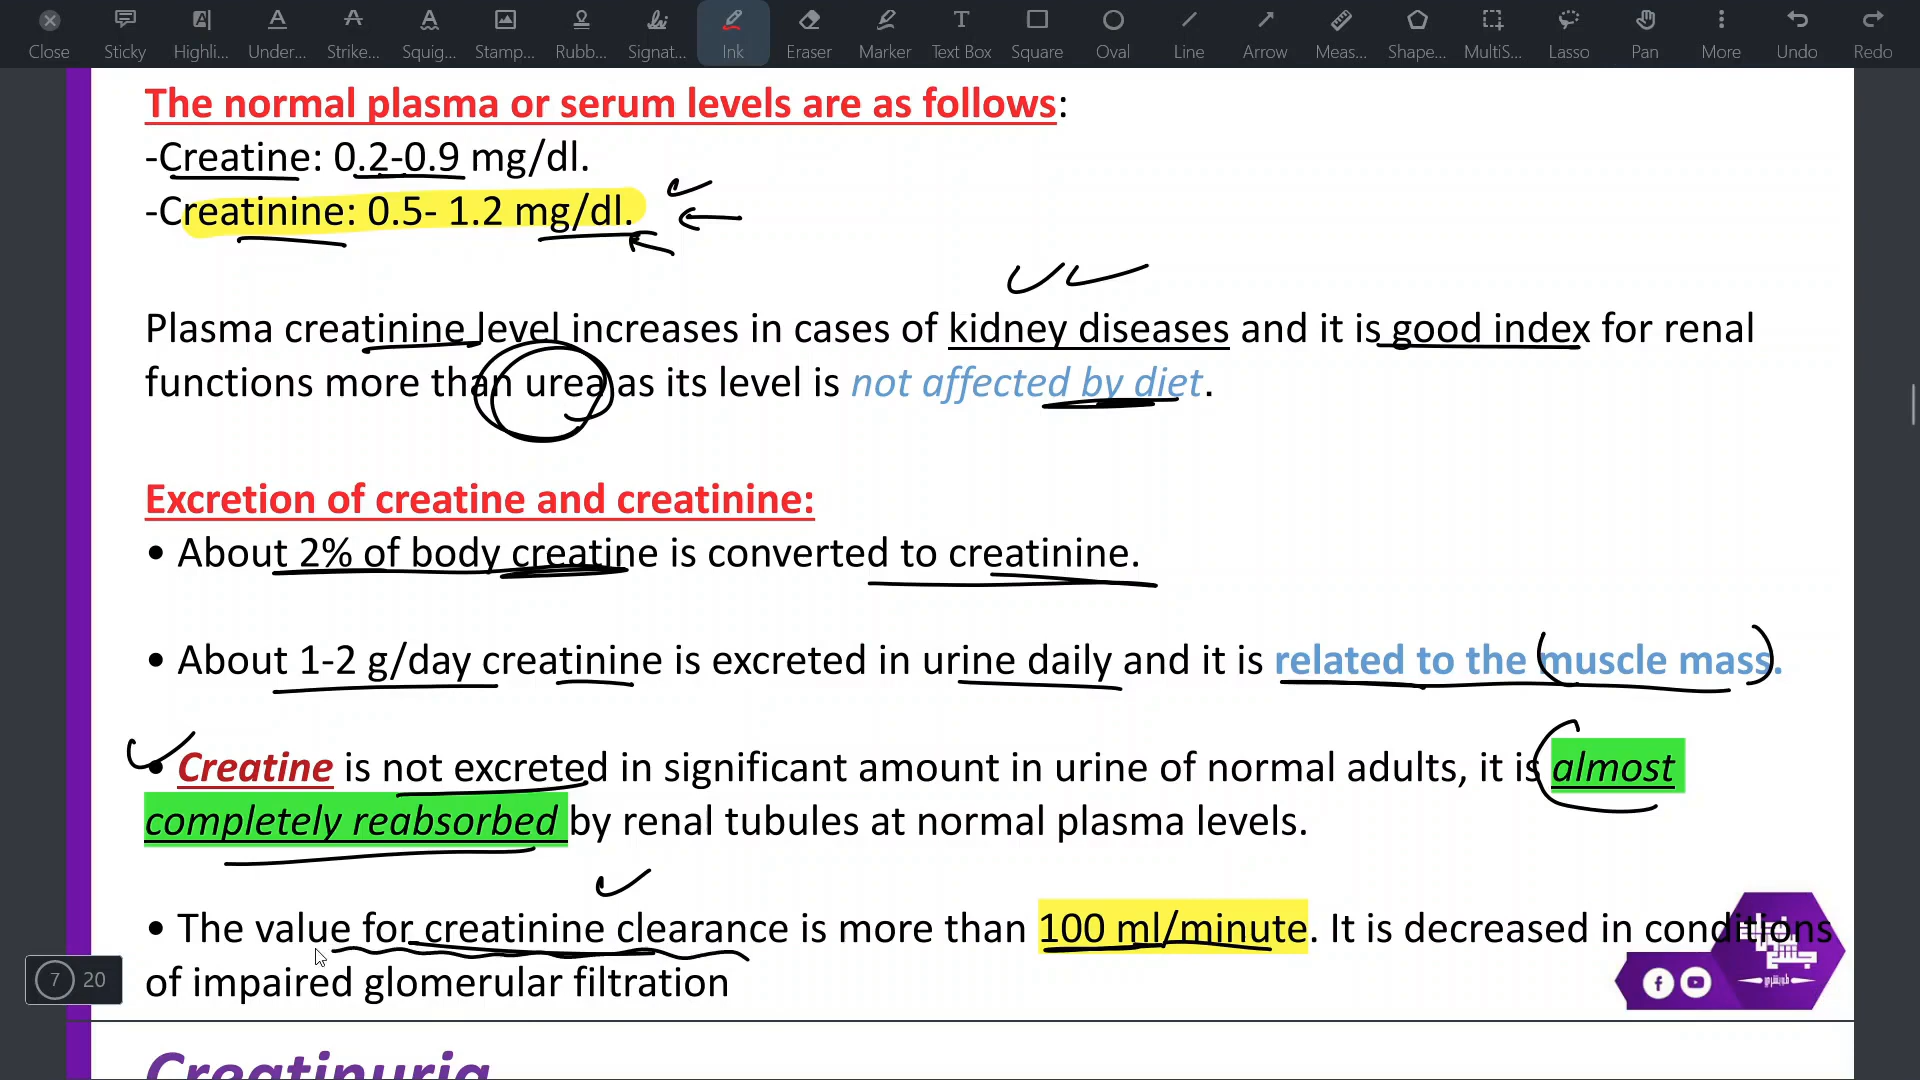 Close Sticky Highli... Under... Strike... Squig... Stamp... Rubb... Signat... Ink Eraser Marker Text Box Square Oval Line Arrow Meas... Shape... MultiS... Lasso Pan More Undo Redo
The normal plasma or serum levels are as follows:
-Creatine: 0.2-0.9 mg/dl.
-Creatinine: 0.5- 1.2 mg/dl.
Plasma creatinine level increases in cases of kidney diseases and it is good index for renal
functions more than urea as its level is not affected by diet.
Excretion of creatine and creatinine:
• About 2% of body creatine is converted to creatinine.
• About 1-2 g/day creatinine is excreted in urine daily and it is related to the muscle mass.
• Creatine is not excreted in significant amount in urine of normal adults, it is almost
completely reabsorbed by renal tubules at normal plasma levels.
• The value for creatinine clearance is more than 100 ml/minute. It is decreased in conditions
of impaired glomerular filtration
7 20
Creatinuria